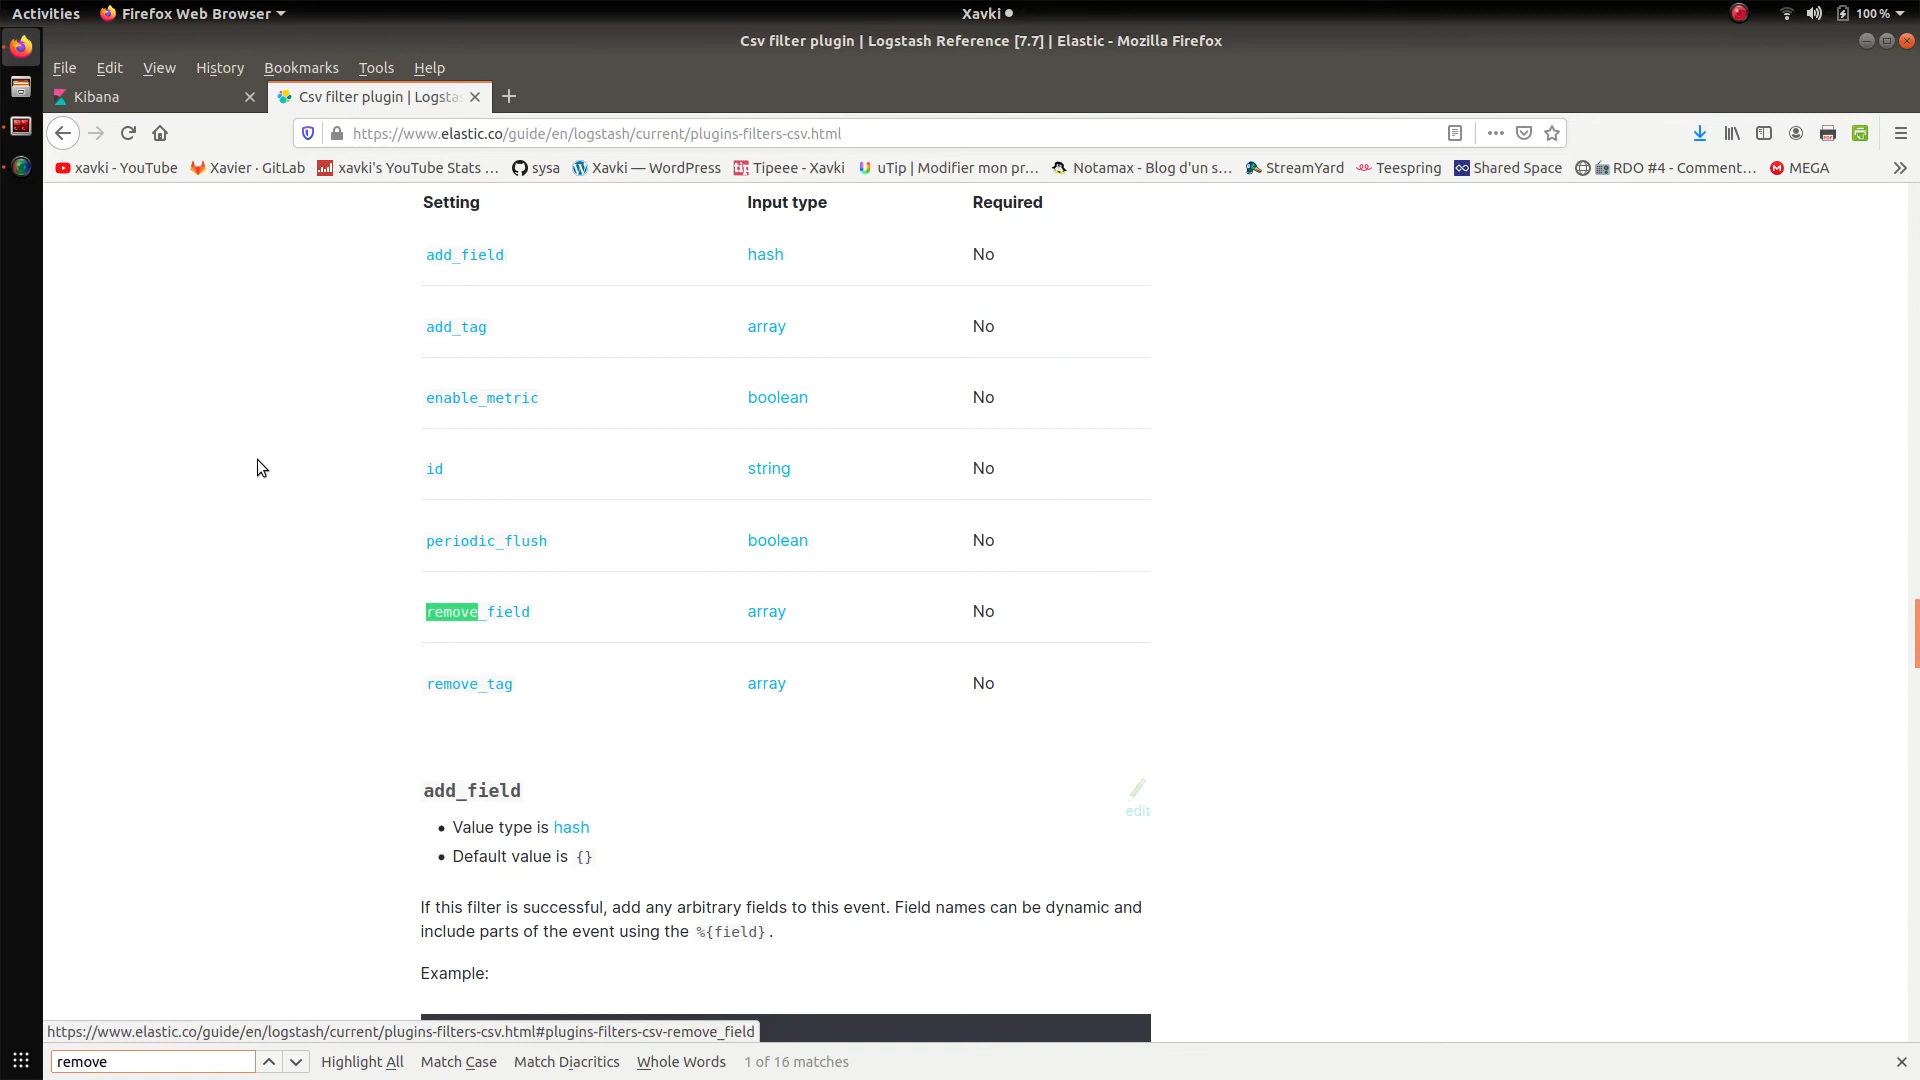 Activities Firefox Web Browser Xavki 100 %
Csv filter plugin | Logstash Reference [7.7] | Elastic - Mozilla Firefox
File Edit View History Bookmarks Tools Help
Kibana Csv filter plugin | Logsta
https://www.elastic.co/guide/en/logstash/current/plugins-filters-csv.html
xavki - YouTube Xavier · GitLab xavki's YouTube Stats ... sysa Xavki — WordPress Tipeee - Xavki uTip | Modifier mon pr... Notamax - Blog d'un s... StreamYard Teespring Shared Space RDO #4 - Comment... MEGA
Setting Input type Required
add_field hash No
add_tag array No
enable_metric boolean No
id string No
periodic_flush boolean No
remove_field array No
remove_tag array No
add_field
edit
• Value type is hash
• Default value is {}
If this filter is successful, add any arbitrary fields to this event. Field names can be dynamic and
include parts of the event using the %{field}.
Example:
https://www.elastic.co/guide/en/logstash/current/plugins-filters-csv.html#plugins-filters-csv-remove_field
remove Highlight All Match Case Match Diacritics Whole Words 1 of 16 matches